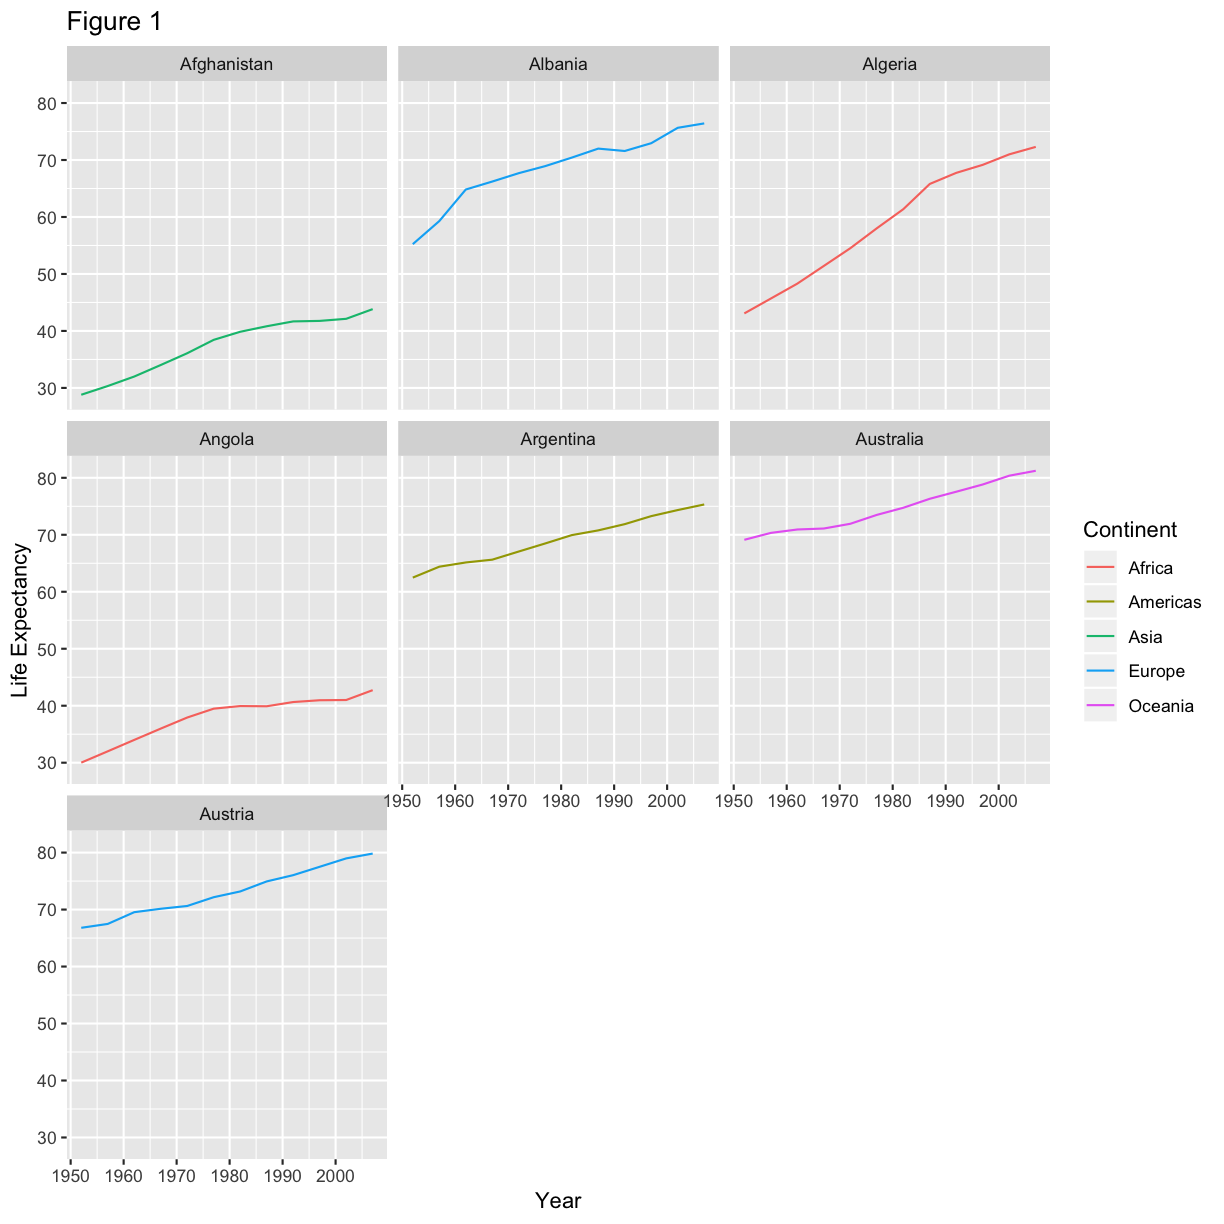 Figure 1
Afghanistan Albania Algeria
80
70
60
50
40
30
Angola Argentina Australia
80
70
60
50
40
30
1950 1960 1970 1980 1990 2000 1950 1960 1970 1980 1990 2000
Austria
80
70
60
50
40
30
1950 1960 1970 1980 1990 2000
Year
Life Expectancy
Continent
Africa
Americas
Asia
Europe
Oceania